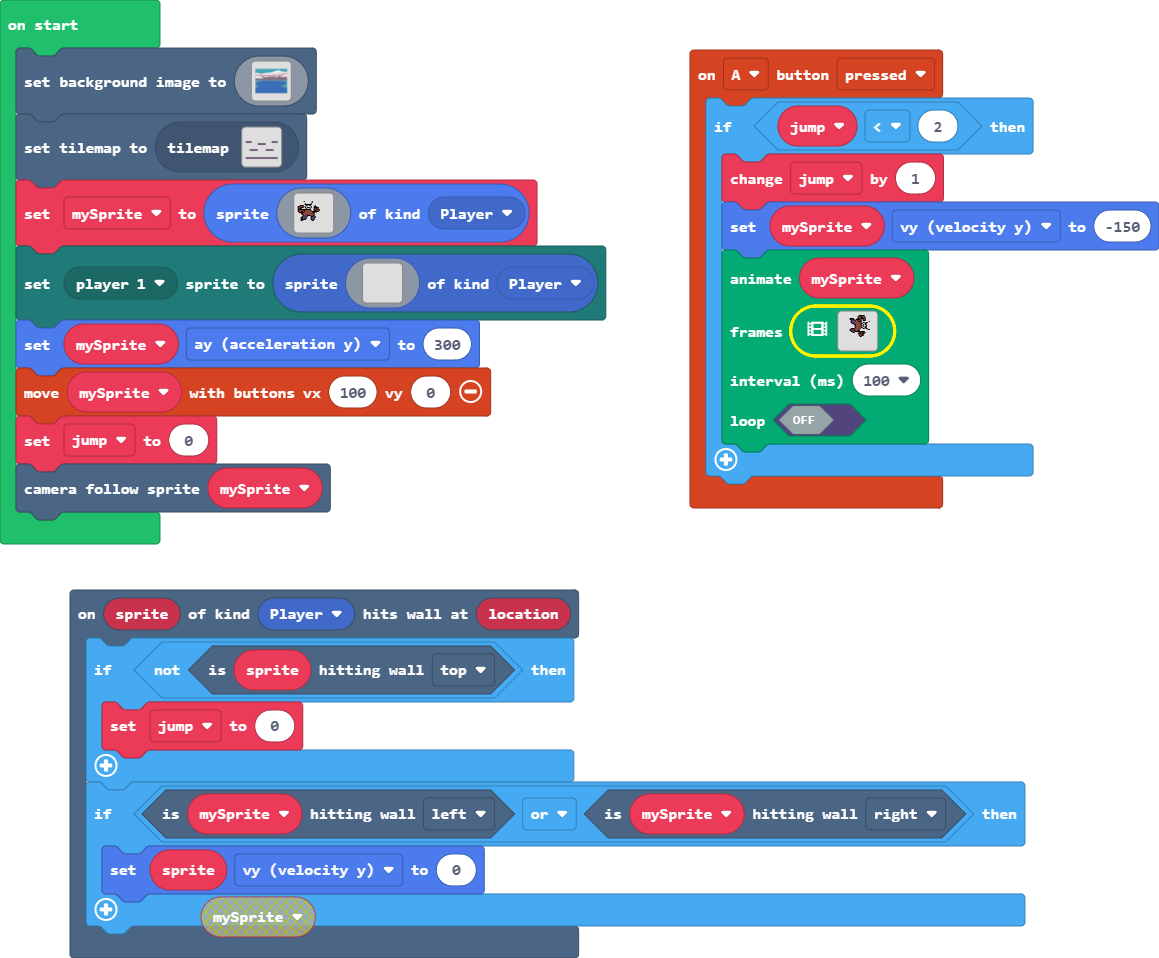 on start
set background image to
set tilemap to tilemap
set mySprite to sprite of kind Player
set player 1 sprite to sprite of kind Player
set mySprite ay (acceleration y) to 300
move mySprite with buttons vx 100 vy 0
set jump to 0
camera follow sprite mySprite
on A button pressed
if jump < 2 then
change jump by 1
set mySprite vy (velocity y) to -150
animate mySprite
frames
interval (ms) 100
loop OFF
on sprite of kind Player hits wall at location
if not is sprite hitting wall top then
set jump to 0
if is mySprite hitting wall left or is mySprite hitting wall right then
set sprite vy (velocity y) to 0
mySprite